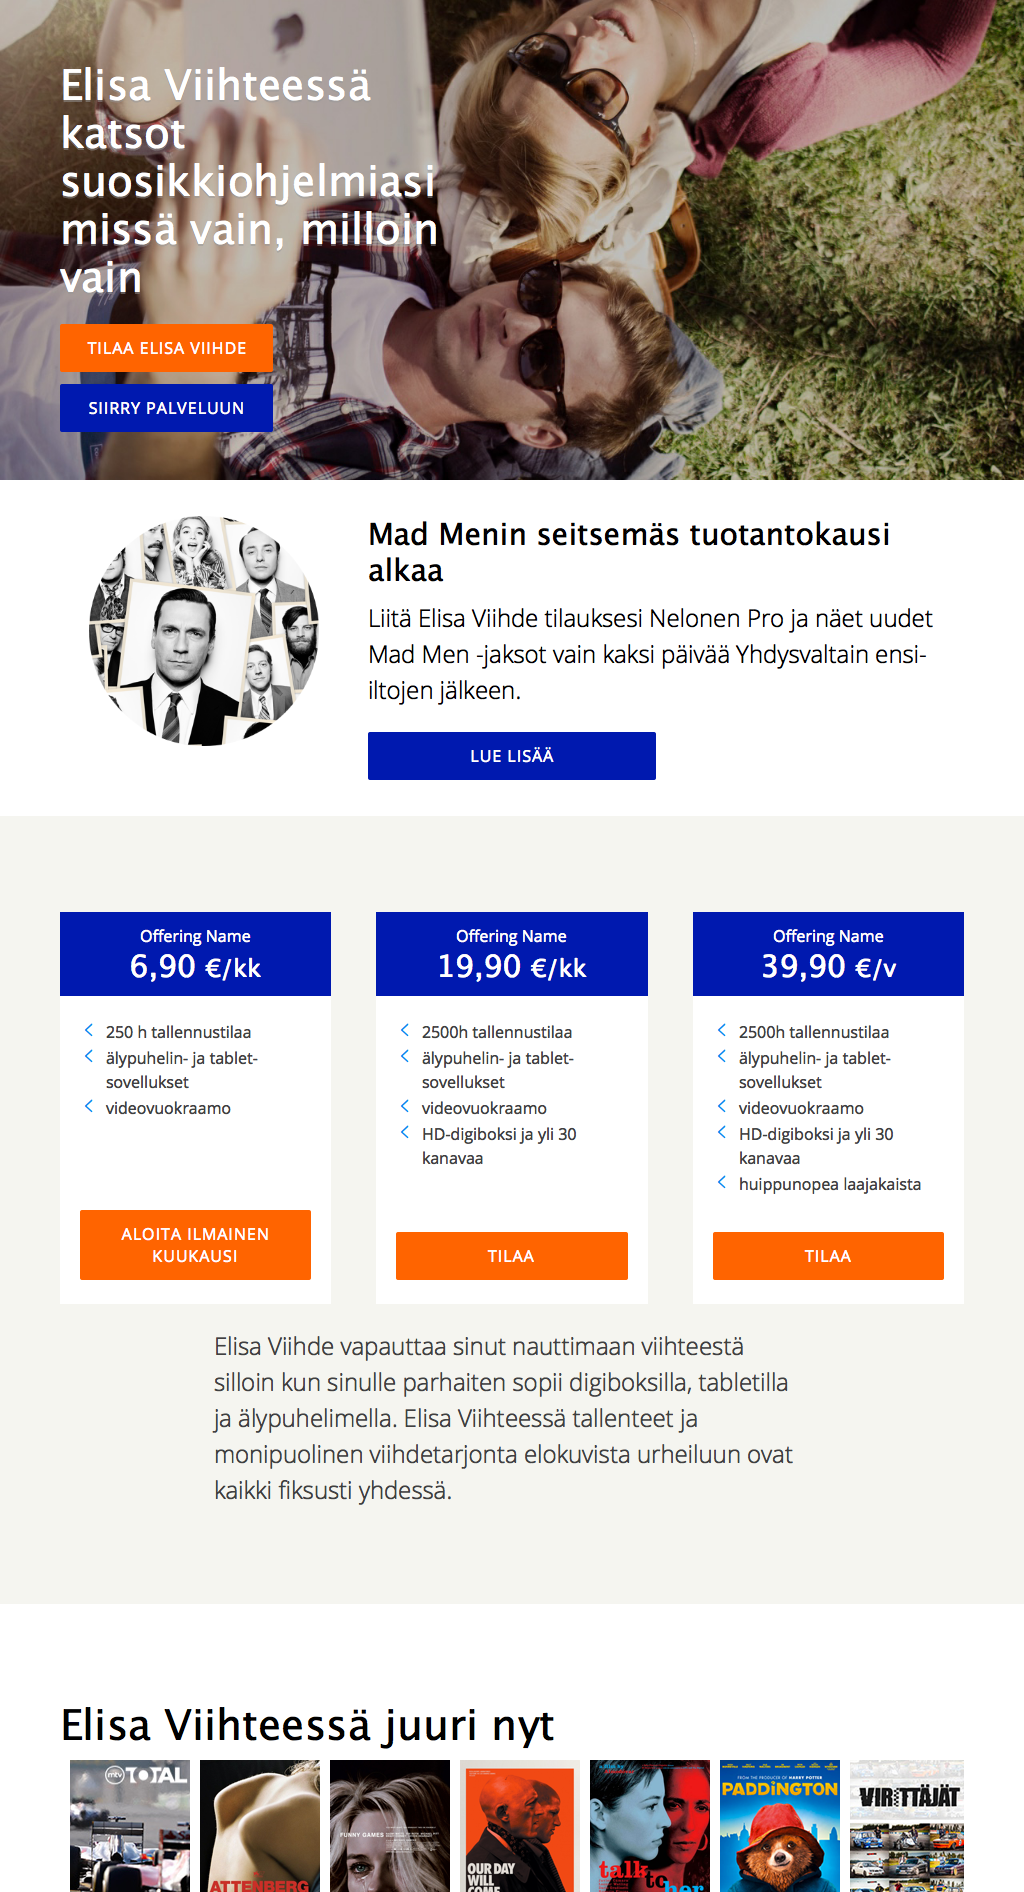 Elisa Viihteessä
katsot
suosikkiohjelmiasi
missä vain, milloin
vain
TILAA ELISA VIIHDE
SIIRRY PALVELUUN
Mad Menin seitsemäs tuotantokausi
alkaa
Liitä Elisa Viihde tilauksesi Nelonen Pro ja näet uudet
Mad Men -jaksot vain kaksi päivää Yhdysvaltain ensi-
iltojen jälkeen.
LUE LISÄÄ
Offering Name
6,90 €/kk
250 h tallennustilaa
älypuhelin- ja tablet-
sovellukset
videovuokraamo
ALOITA ILMAINEN
KUUKAUSI
Offering Name
19,90 €/kk
2500h tallennustilaa
älypuhelin- ja tablet-
sovellukset
videovuokraamo
HD-digiboksi ja yli 30
kanavaa
TILAA
Offering Name
39,90 €/v
2500h tallennustilaa
älypuhelin- ja tablet-
sovellukset
videovuokraamo
HD-digiboksi ja yli 30
kanavaa
huippunopea laajakaista
TILAA
Elisa Viihde vapauttaa sinut nauttimaan viihteestä
silloin kun sinulle parhaiten sopii digiboksilla, tabletilla
ja älypuhelimella. Elisa Viihteessä tallenteet ja
monipuolinen viihdetarjonta elokuvista urheiluun ovat
kaikki fiksusti yhdessä.
Elisa Viihteessä juuri nyt
mtv TOTAL
ATTENBERG
FUNNY GAMES
OUR DAY
WILL
COME
talk
to
her
FROM THE PRODUCER OF HARRY POTTER
PADDINGTON
VIRITTÄJÄT